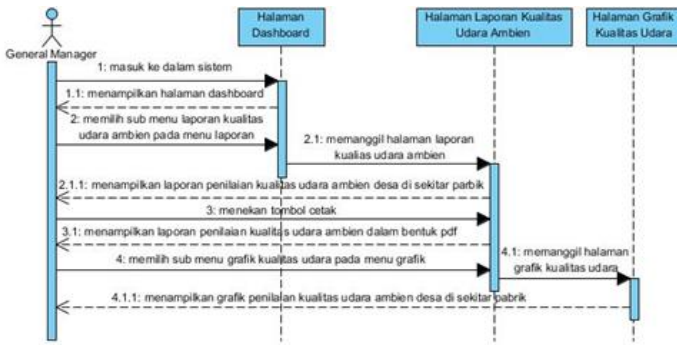 Halaman
Dashboard
Halaman Laporan Kualitas
Udara Ambien
Halaman Grafik
Kualitas Udara
General Manager
1: masuk ke dalam sistem
1.1: menampilkan halaman dashboard
2: memilih sub menu laporan kualitas
udara ambien pada menu laporan
2.1: memanggil halaman laporan
kualias udara ambien
2.1.1: menampilkan laporan penilaian kualitas udara ambien desa di sekitar parbik
3: menekan tombol cetak
3.1: menampilkan laporan penilaian kualitas udara ambien dalam bentuk pdf
4: memilih sub menu grafik kualitas udara pada menu grafik
4.1: memanggil halaman
grafik kualitas udara
4.1.1: menampilkan grafik penilaian kualitas udara ambien desa di sekitar pabrik